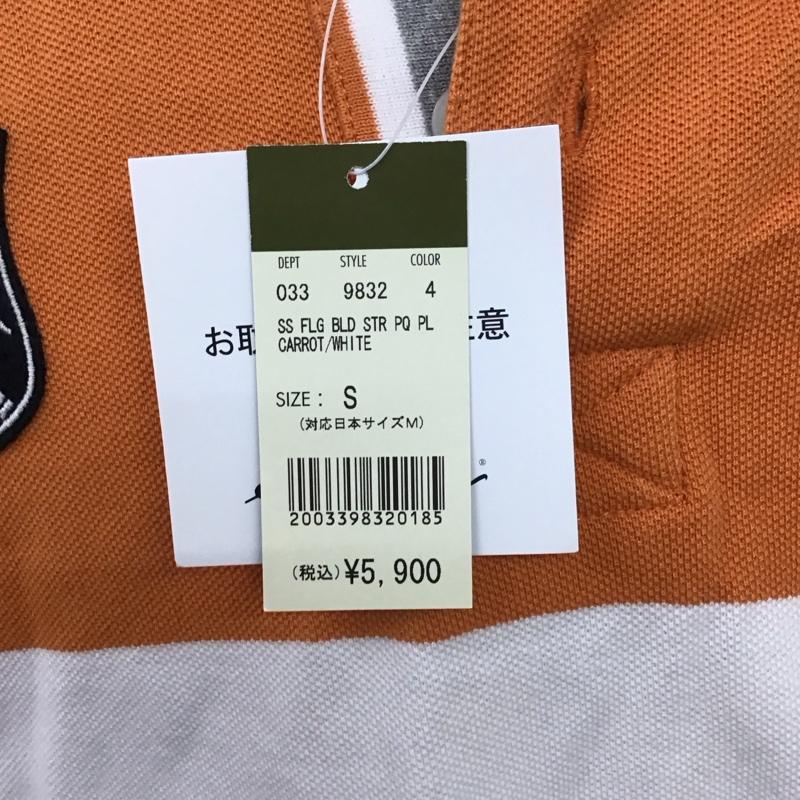 DEPT STYLE COLOR
033 9832 4
SS FLG BLD STR PQ PL
CARROT/WHITE
お取 注意
SIZE : S
(対応日本サイズM)
®
2003398320185
(税込) ¥5,900